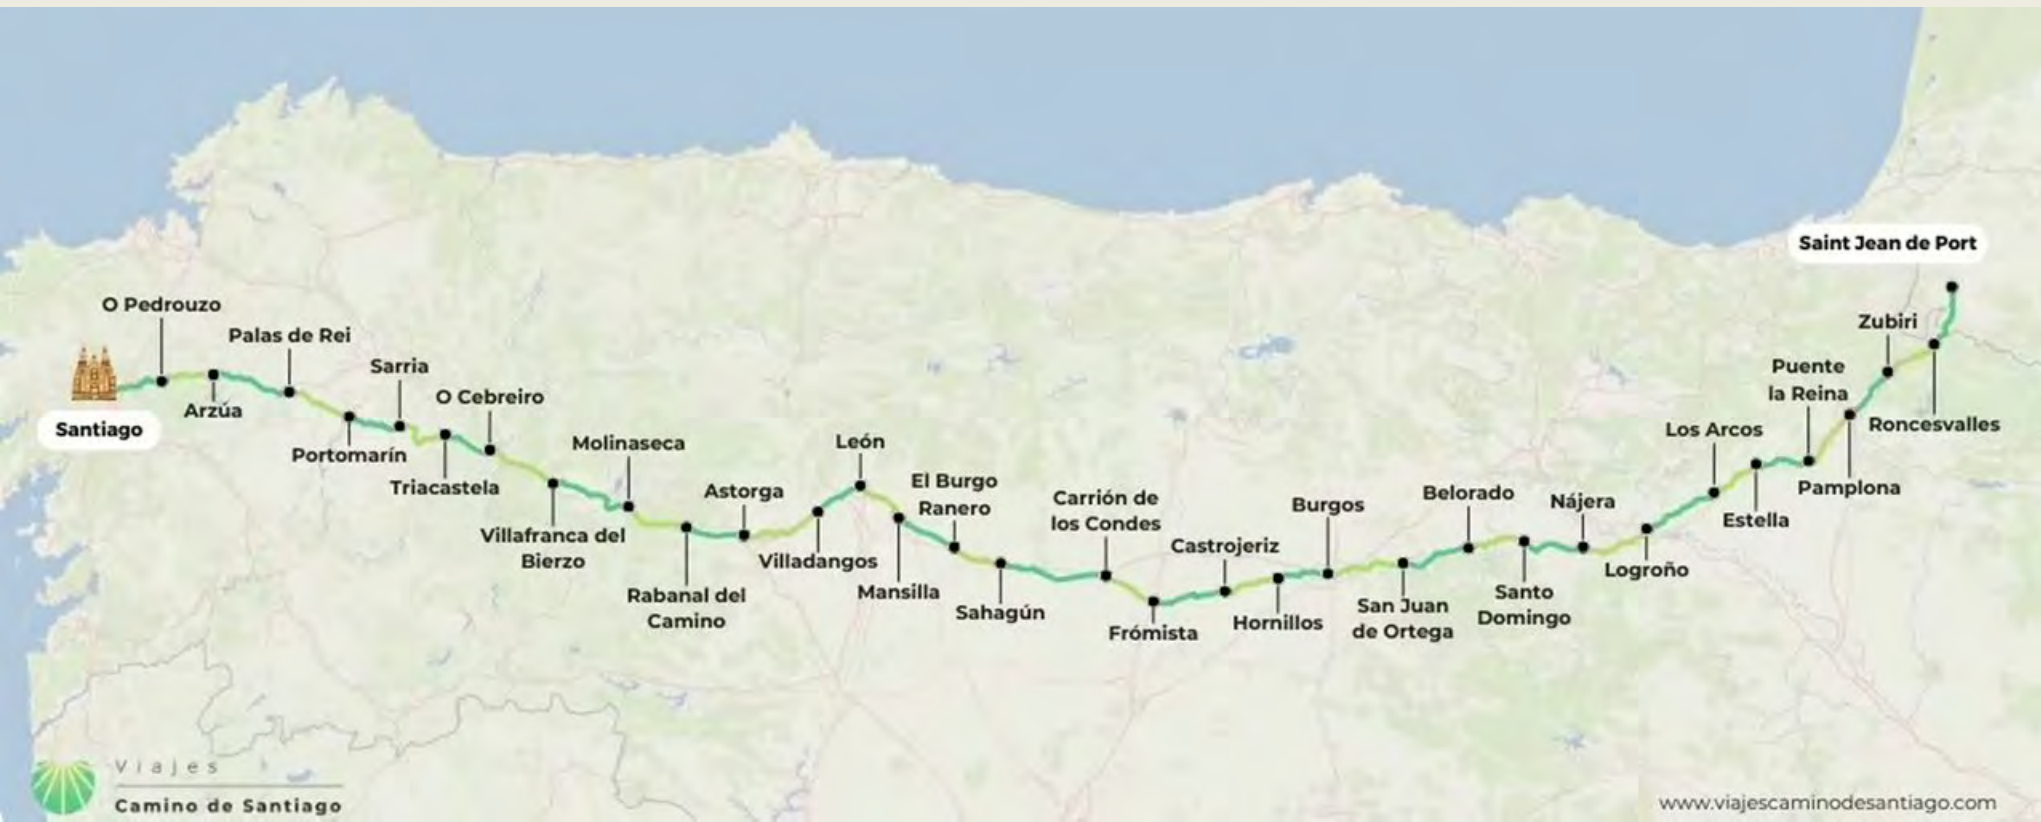 Saint Jean de Port
O Pedrouzo
Zubiri
Palas de Rei
Puente
la Reina
Sarria
O Cebreiro
Arzúa
Santiago
Roncesvalles
Los Arcos
Molinaseca
León
Portomarín
El Burgo
Ranero
Triacastela
Pamplona
Astorga
Carrión de
los Condes
Belorado
Nájera
Burgos
Estella
Villafranca del
Bierzo
Castrojeriz
Villadangos
Logroño
Mansilla
Rabanal del
Camino
Santo
Domingo
San Juan
de Ortega
Sahagún
Hornillos
Frómista
Viajes
Camino de Santiago
www.viajescaminodesantiago.com